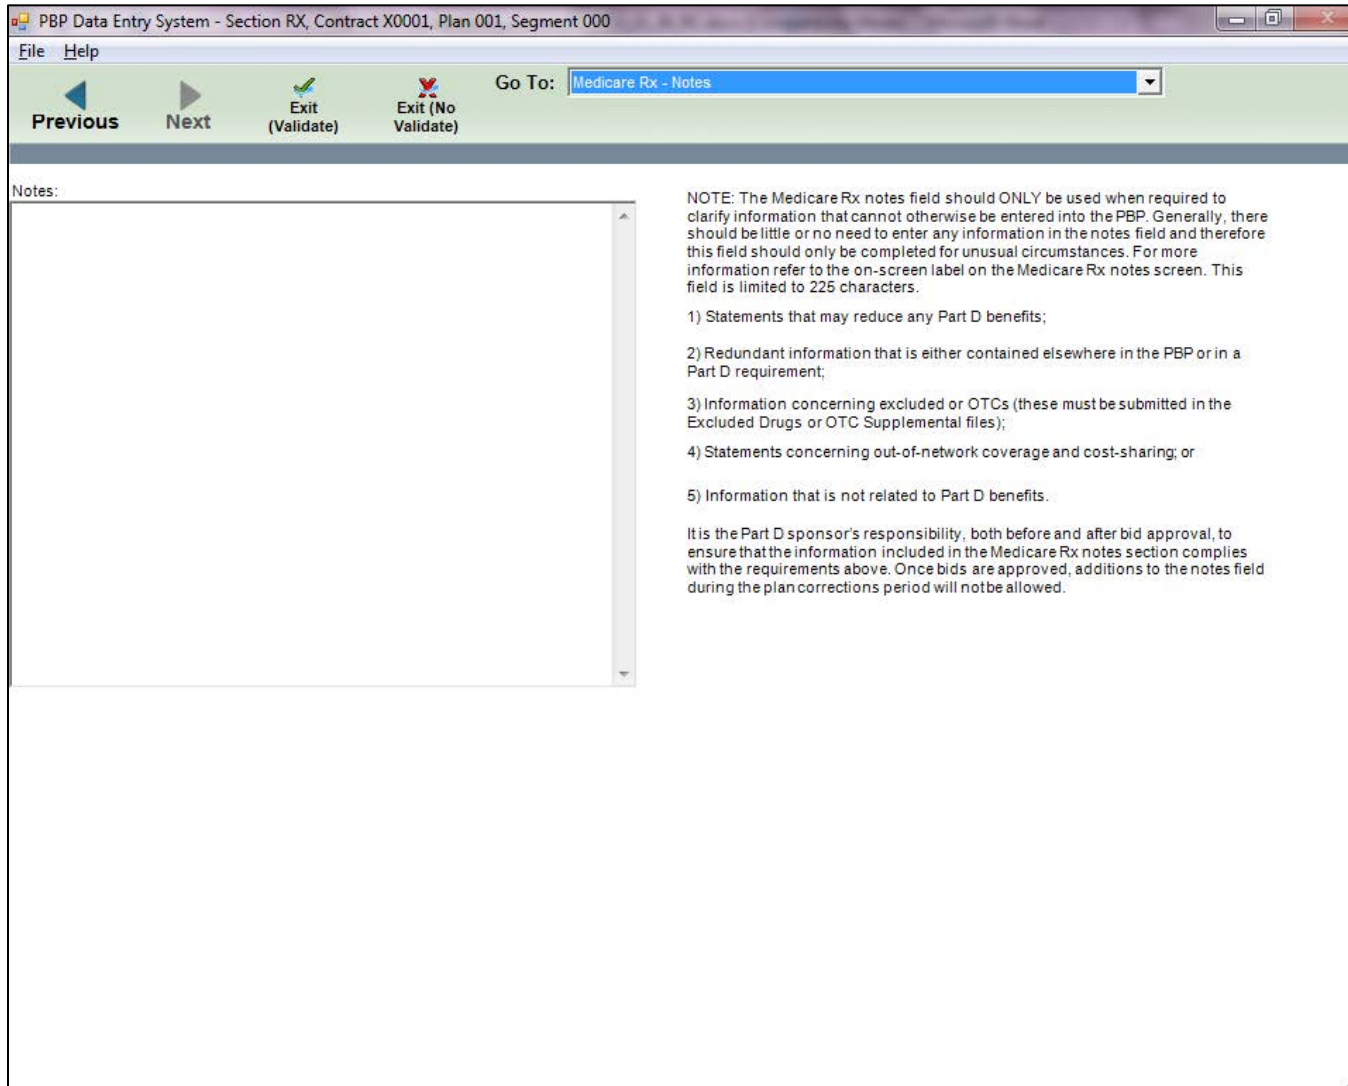 PBP Data Entry System - Section RX, Contract X0001, Plan 001, Segment 000
File Help
Previous
Next
Exit
(Validate)
Exit (No
Validate)
Go To:
Medicare Rx - Notes
Notes:
NOTE: The Medicare Rx notes field should ONLY be used when required to
clarify information that cannot otherwise be entered into the PBP. Generally, there
should be little or no need to enter any information in the notes field and therefore
this field should only be completed for unusual circumstances. For more
information refer to the on-screen label on the Medicare Rx notes screen. This
field is limited to 225 characters.
1) Statements that may reduce any Part D benefits;
2) Redundant information that is either contained elsewhere in the PBP or in a
Part D requirement;
3) Information concerning excluded or OTCs (these must be submitted in the
Excluded Drugs or OTC Supplemental files);
4) Statements concerning out-of-network coverage and cost-sharing; or
5) Information that is not related to Part D benefits.
It is the Part D sponsor's responsibility, both before and after bid approval, to
ensure that the information included in the Medicare Rx notes section complies
with the requirements above. Once bids are approved, additions to the notes field
during the plan corrections period will not be allowed.